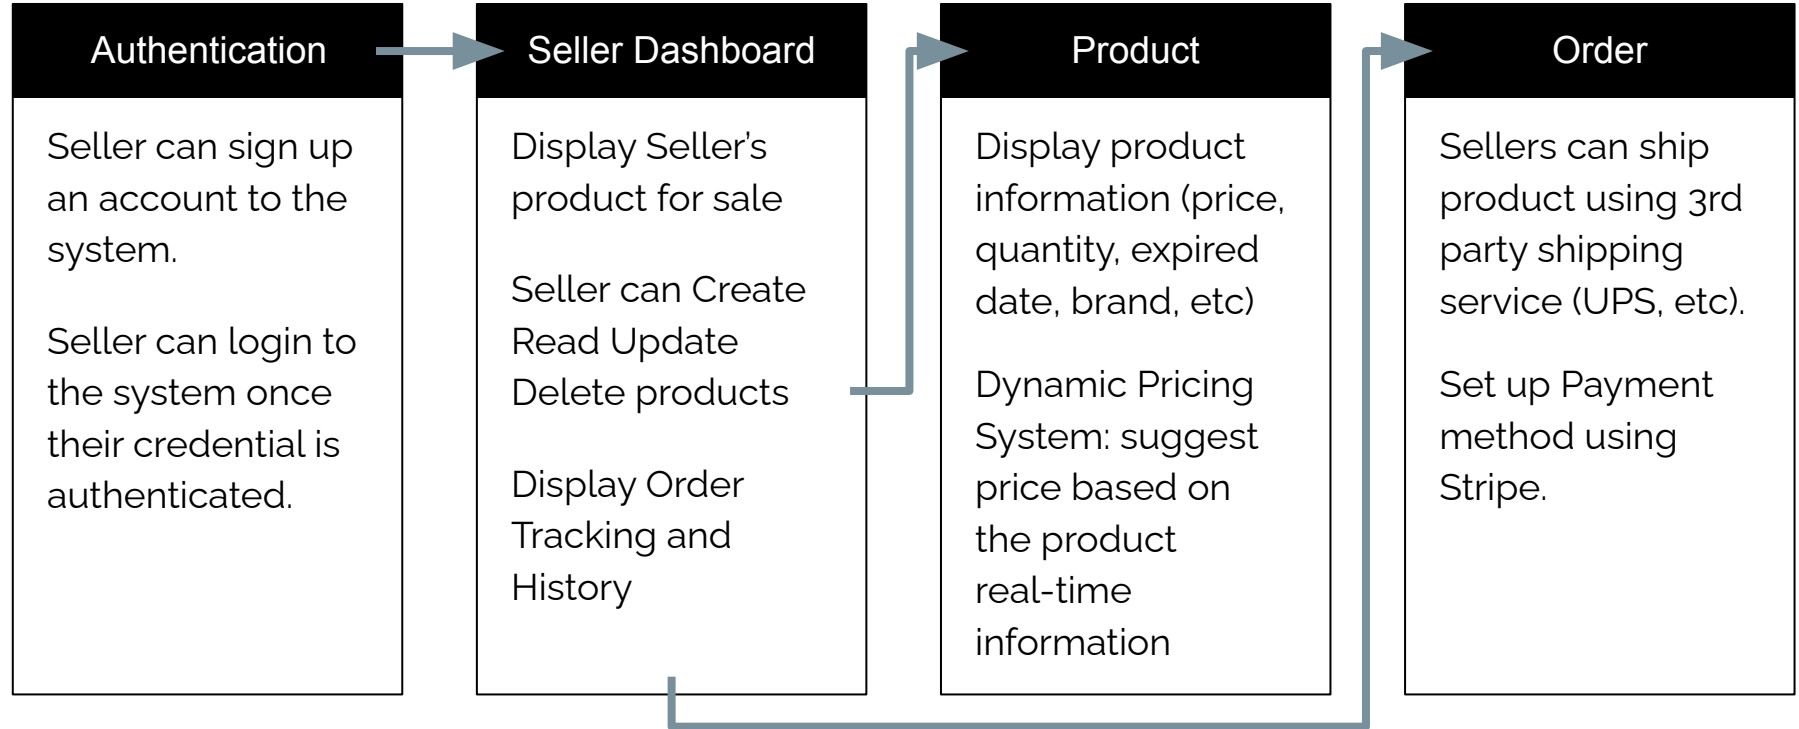 Authentication
Seller can sign up
an account to the
system.
Seller can login to
the system once
their credential is
authenticated.
Seller Dashboard
Display Seller’s
product for sale
Seller can Create
Read Update
Delete products
Display Order
Tracking and
History
Product
Display product
information (price,
quantity, expired
date, brand, etc)
Dynamic Pricing
System: suggest
price based on
the product
real-time
information
Order
Sellers can ship
product using 3rd
party shipping
service (UPS, etc).
Set up Payment
method using
Stripe.